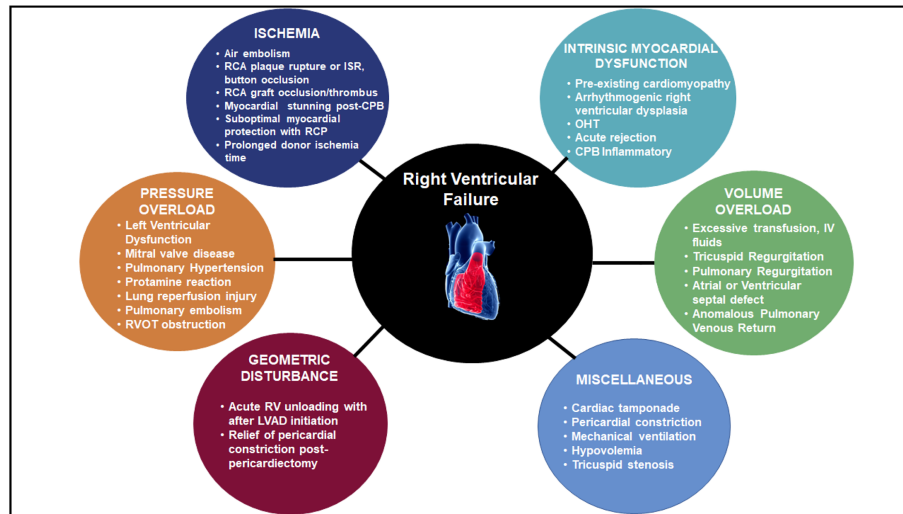 ISCHEMIA
• Air embolism
• RCA plaque rupture or ISR,
button occlusion
• RCA graft occlusion/thrombus
• Myocardial stunning post-CPB
• Suboptimal myocardial
protection with RCP
• Prolonged donor ischemia
time
INTRINSIC MYOCARDIAL
DYSFUNCTION
• Pre-existing cardiomyopathy
• Arrhythmogenic right
ventricular dysplasia
• OHT
• Acute rejection
• CPB Inflammatory
Right Ventricular
Failure
PRESSURE
OVERLOAD
• Left Ventricular
Dysfunction
• Mitral valve disease
• Pulmonary Hypertension
• Protamine reaction
• Lung reperfusion injury
• Pulmonary embolism
• RVOT obstruction
VOLUME
OVERLOAD
• Excessive transfusion, IV
fluids
• Tricuspid Regurgitation
• Pulmonary Regurgitation
• Atrial or Ventricular
septal defect
• Anomalous Pulmonary
Venous Return
GEOMETRIC
DISTURBANCE
• Acute RV unloading with
after LVAD initiation
• Relief of pericardial
constriction post-
pericardiectomy
MISCELLANEOUS
• Cardiac tamponade
• Pericardial constriction
• Mechanical ventilation
• Hypovolemia
• Tricuspid stenosis